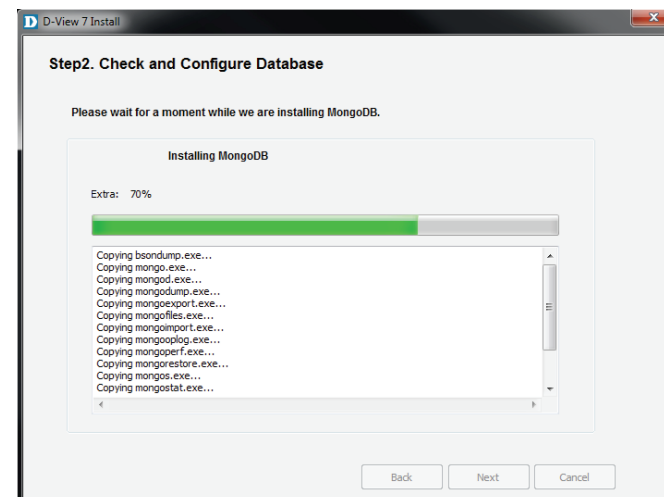 D D-View 7 Install
Step2. Check and Configure Database
Please wait for a moment while we are installing MongoDB.
Installing MongoDB
Extra: 70%
Copying bsondump.exe...
Copying mongo.exe...
Copying mongod.exe...
Copying mongodump.exe...
Copying mongoexport.exe...
Copying mongofiles.exe...
Copying mongoimport.exe...
Copying mongooplog.exe...
Copying mongoperf.exe...
Copying mongorestore.exe...
Copying mongos.exe...
Copying mongostat.exe...
Back Next Cancel